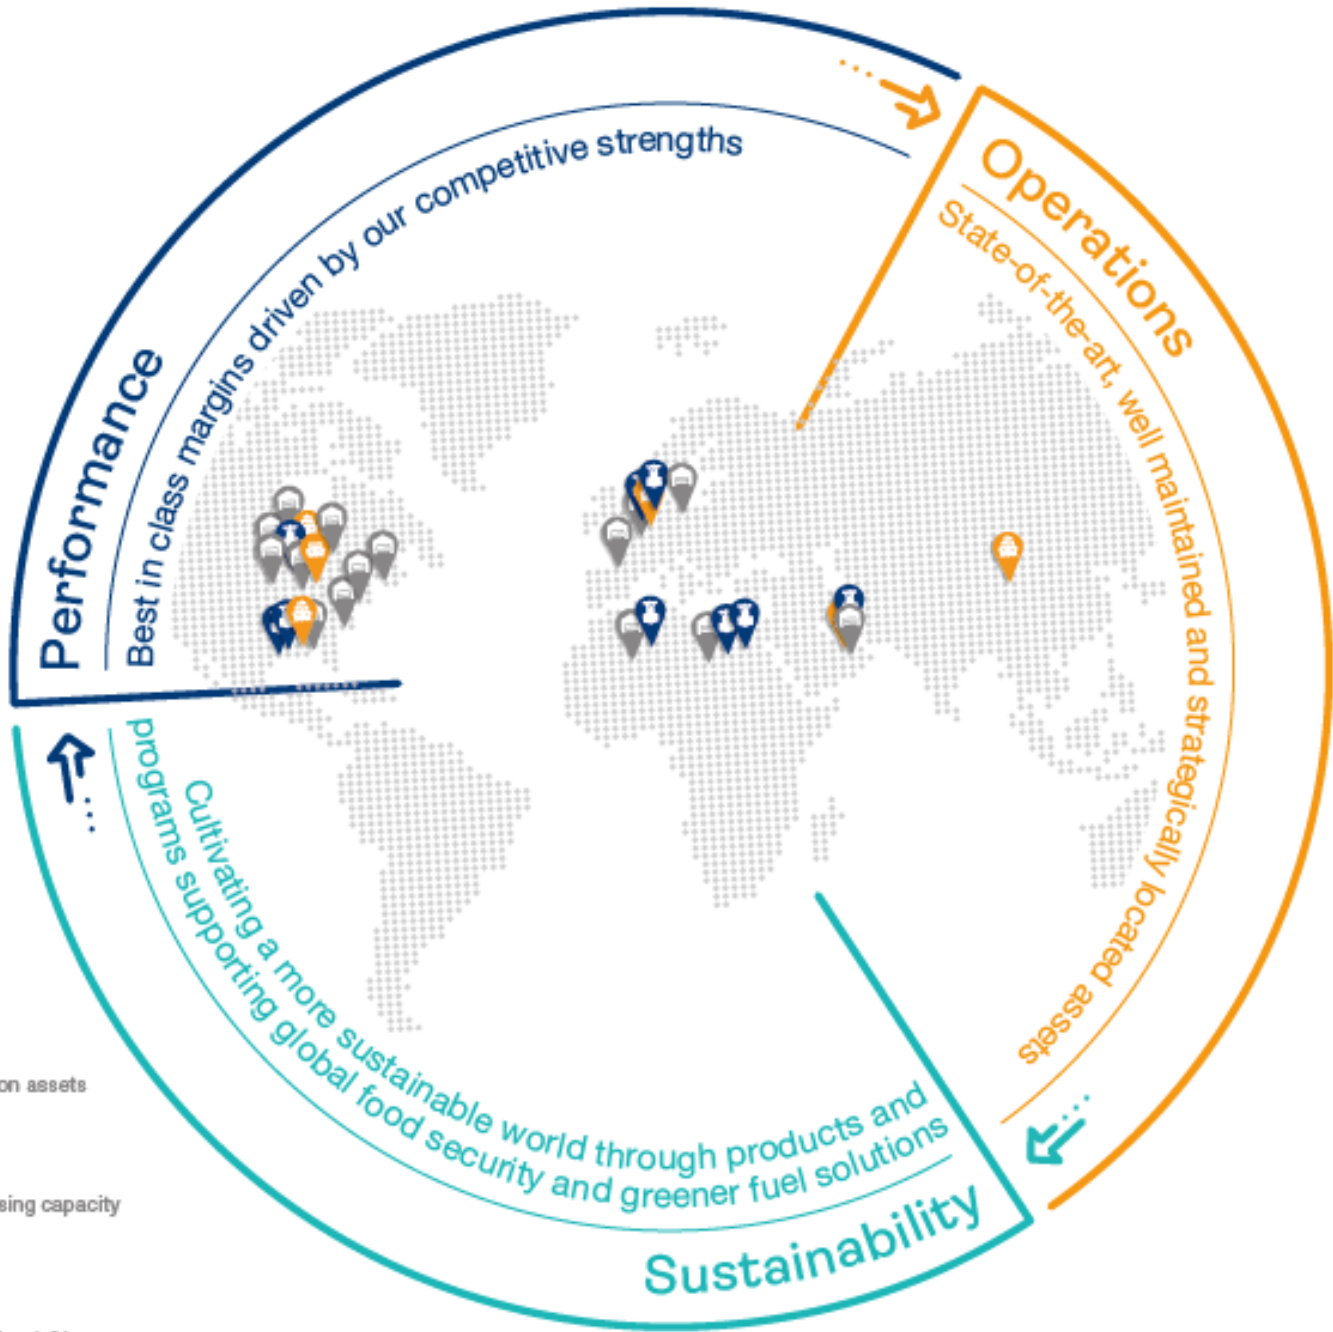 Performance
Best in class margins driven by our competitive strengths
Operations
State-of-the-art, well maintained and strategically located assets
Cultivating a more sustainable world through products and
programs supporting global food security and greener fuel solutions
Sustainability
on assets
sing capacity